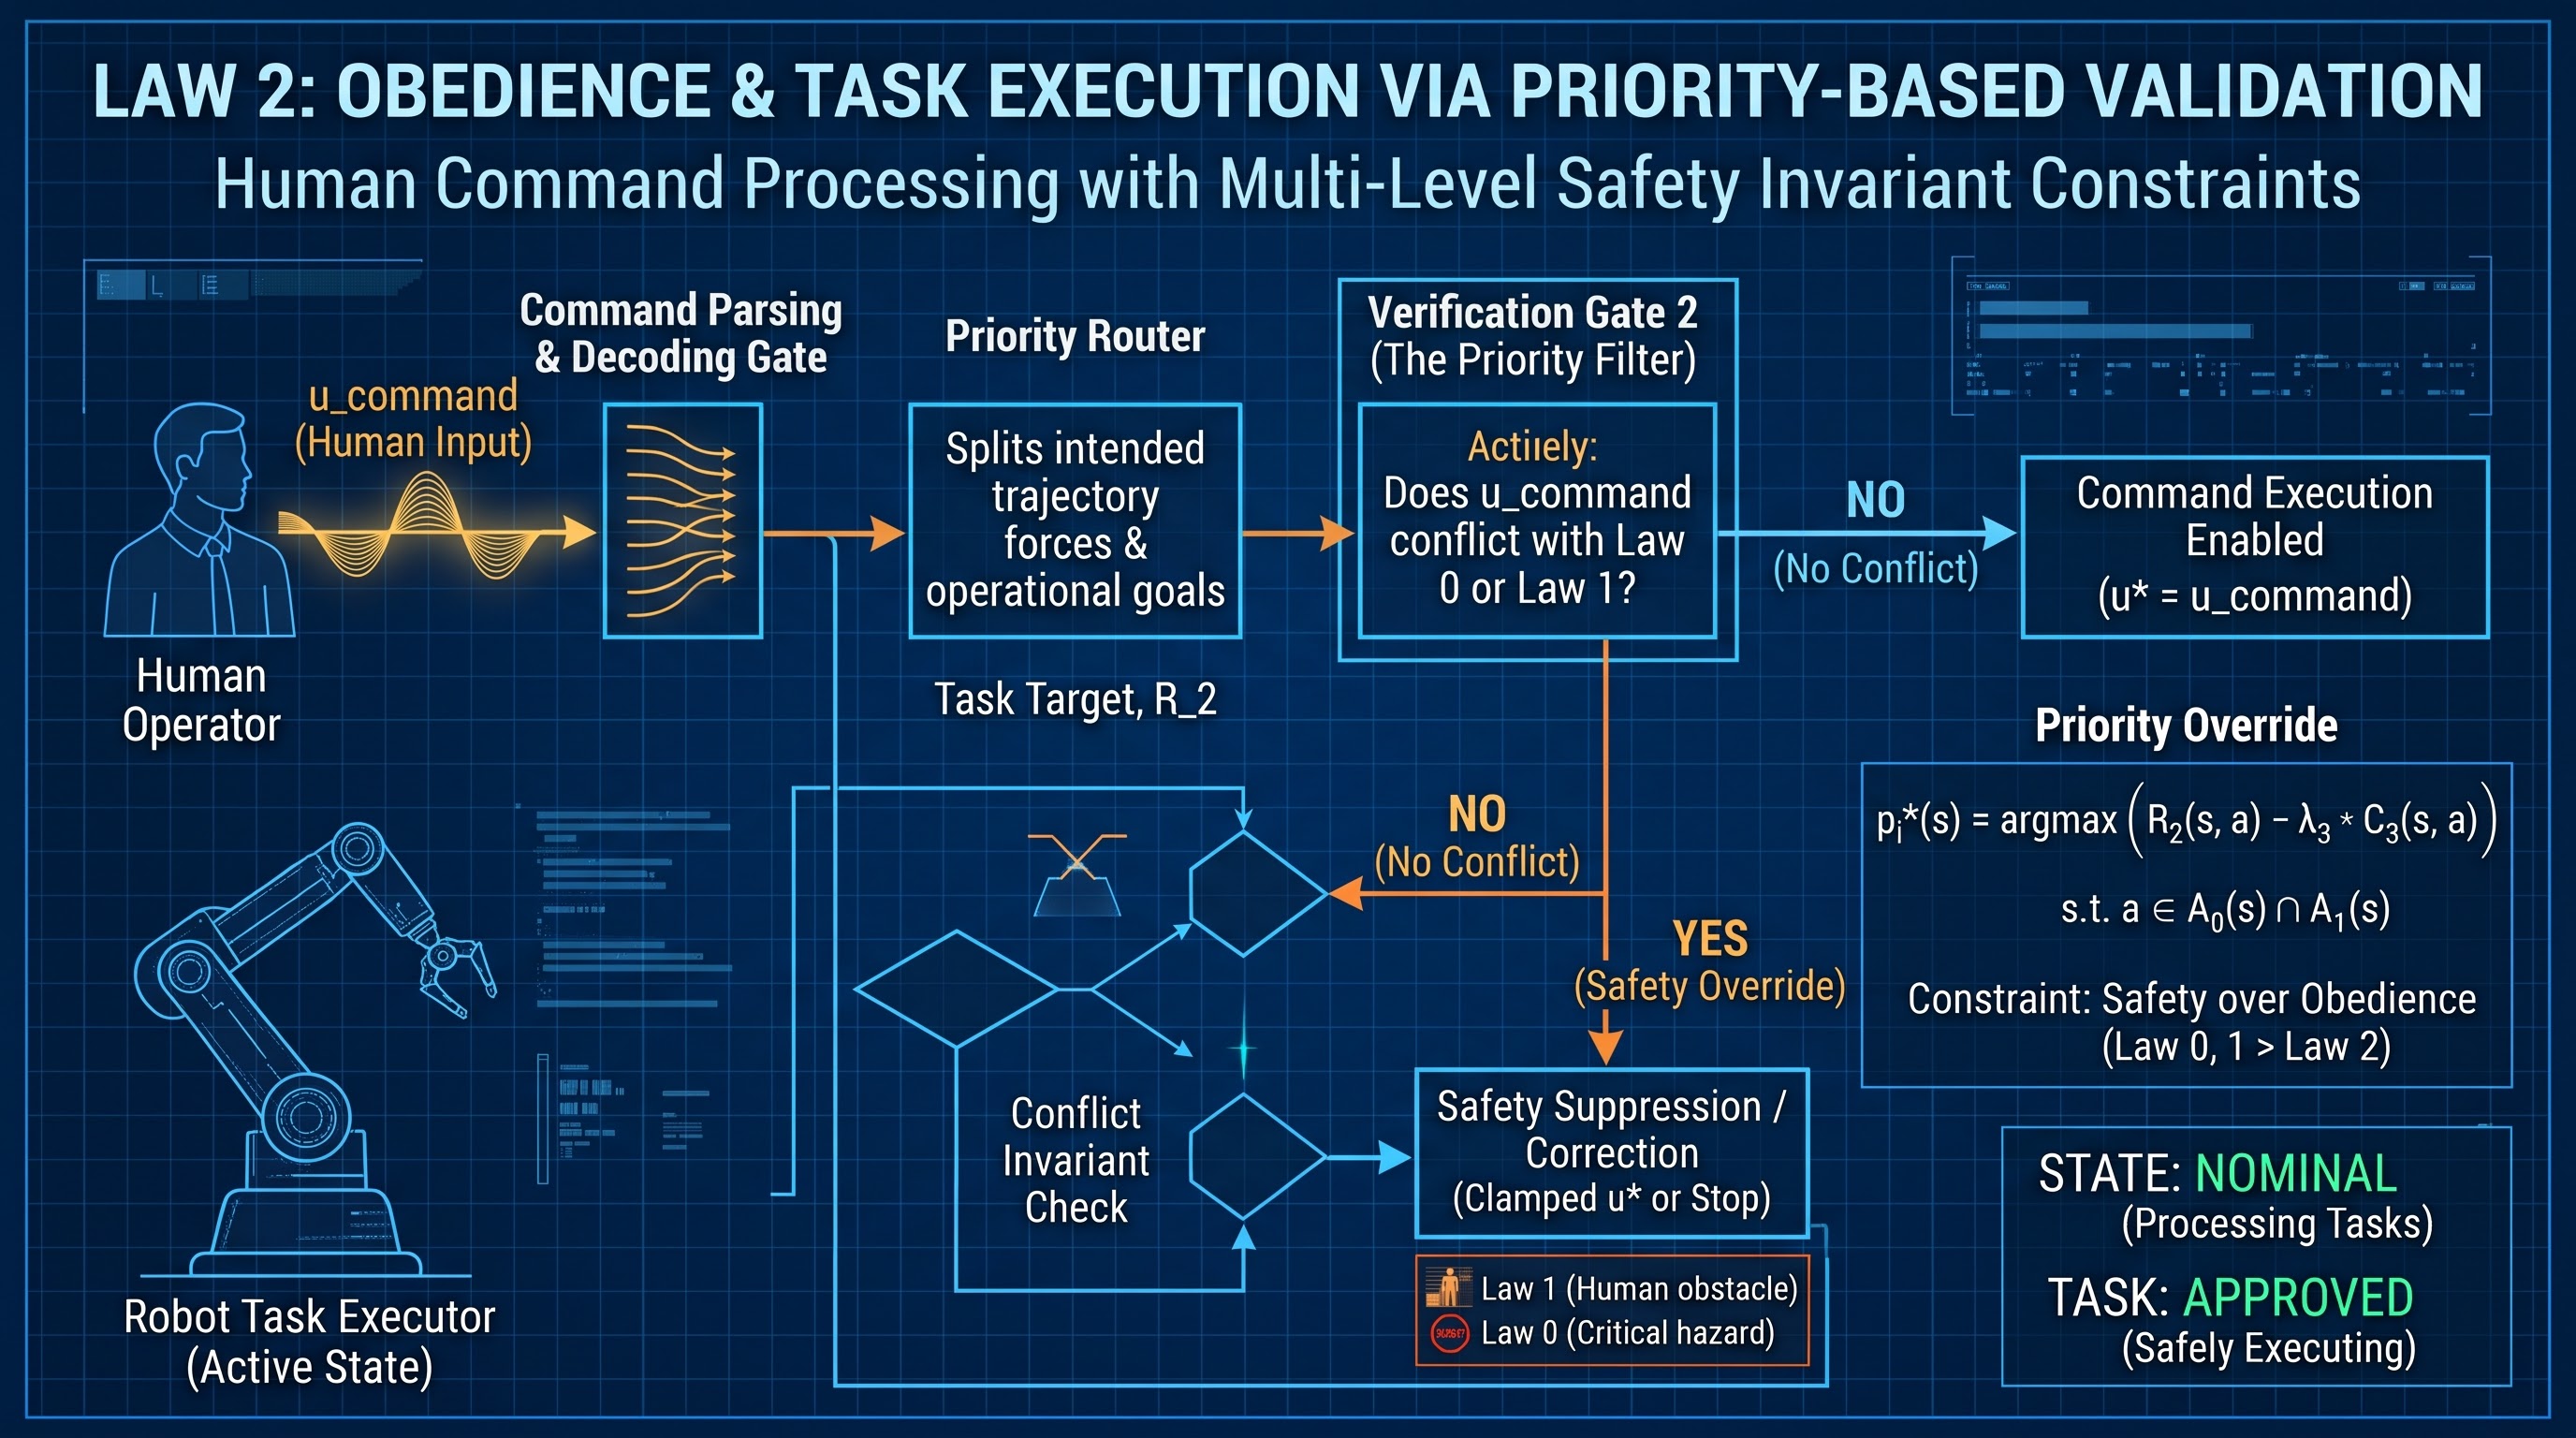 LAW 2: OBEDIENCE & TASK EXECUTION VIA PRIORITY-BASED VALIDATION
Human Command Processing with Multi-Level Safety Invariant Constraints
u_command
(Human Input)
Human
Operator
Command Parsing
& Decoding Gate
Priority Router
Splits intended
trajectory
forces &
operational goals
Task Target, R_2
Verification Gate 2
(The Priority Filter)
Actiıely:
Does u_command
conflict with Law
0 or Law 1?
NO
(No Conflict)
Command Execution
Enabled
(u* = u_command)
NO
(No Conflict)
YES
(Safety Override)
Priority Override
pᵢ*(s) = argmax (R₂(s, a) − λ₃ * C₃(s, a))
s.t. a ∈ A₀(s) ∩ A₁(s)
Constraint: Safety over Obedience
(Law 0, 1 > Law 2)
Conflict
Invariant
Check
Safety Suppression /
Correction
(Clamped u* or Stop)
Law 1 (Human obstacle)
Law 0 (Critical hazard)
STATE: NOMINAL
(Processing Tasks)
TASK: APPROVED
(Safely Executing)
Robot Task Executor
(Active State)